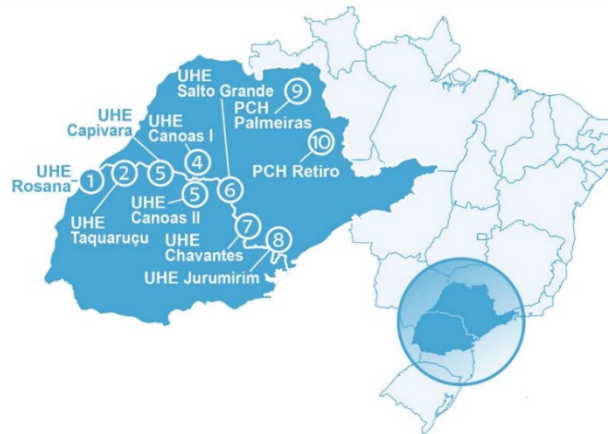 UHE
Salto Grande
9
PCH
Palmeiras
UHE
Capivara
UHE
Canoas I
10
PCH Retiro
UHE
Rosana
1
2
5
4
5
6
UHE
Canoas II
UHE
Taquaruçu
7
UHE
Chavantes
8
UHE Jurumirim